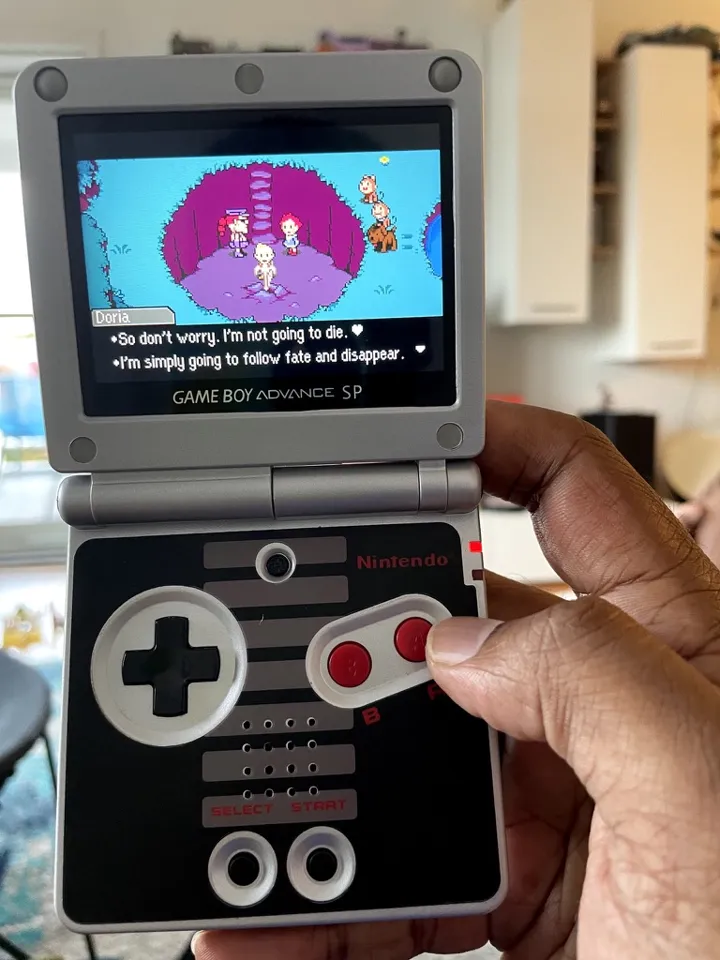 Doria
•So don't worry. I'm not going to die.♥
•I'm simply going to follow fate and disappear.
GAME BOY ADVANCE SP
Nintendo
B
SELECT START